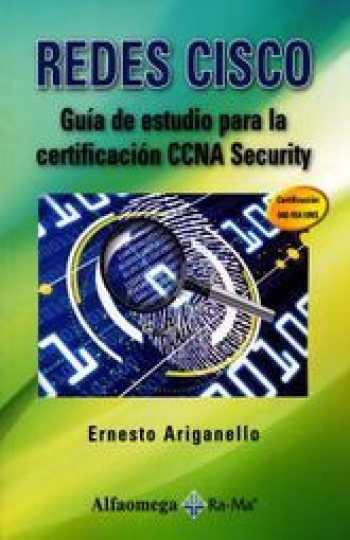 REDES CISCO
Guía de estudio para la
certificación CCNA Security
Certificación
Ernesto Ariganello
Alfaomega Ra-Ma®